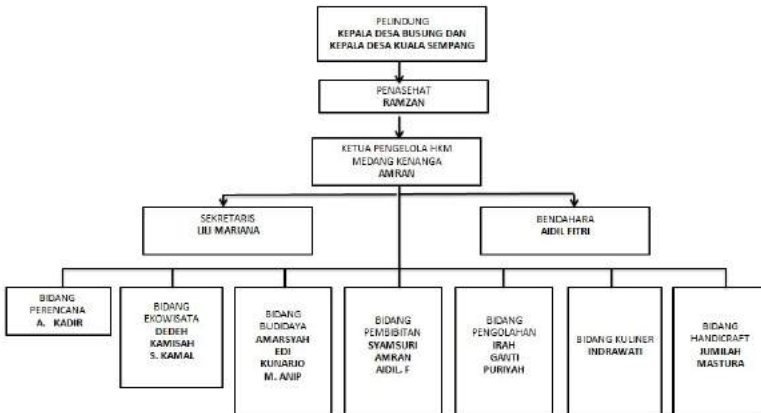 PELINDUNG
KEPALA DESA BUSUNG DAN
KEPALA DESA KUALA SEMPANG
PENASEHAT
RAMZAN
KETUA PENGELOLA HKM
MEDANG KENANGA
AMRAN
SEKRETARIS
LILI MARIANA
BENDAHARA
AIDIL FITRI
BIDANG
PERENCANA
A. KADIR
BIDANG
EKOWISATA
DEDEH
KAMISAH
S. KAMAL
BIDANG
BUDIDAYA
AMARSYAH
EDI
KUNARJO
M. ANIP
BIDANG
PEMBIBITAN
SYAMSURI
AMRAN
AIDIL. F
BIDANG
PENGOLAHAN
IRAH
GANTI
PURIYAH
BIDANG KULINER
INDRAWATI
BIDANG
HANDICRAFT
JUMILAH
MASTURA